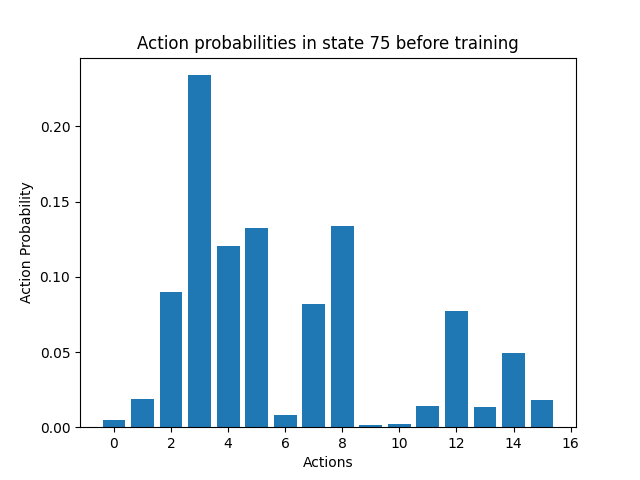 Action probabilities in state 75 before training
Action Probability
0.20
0.15
0.10
0.05
0.00
0 2 4 6 8 10 12 14 16
Actions